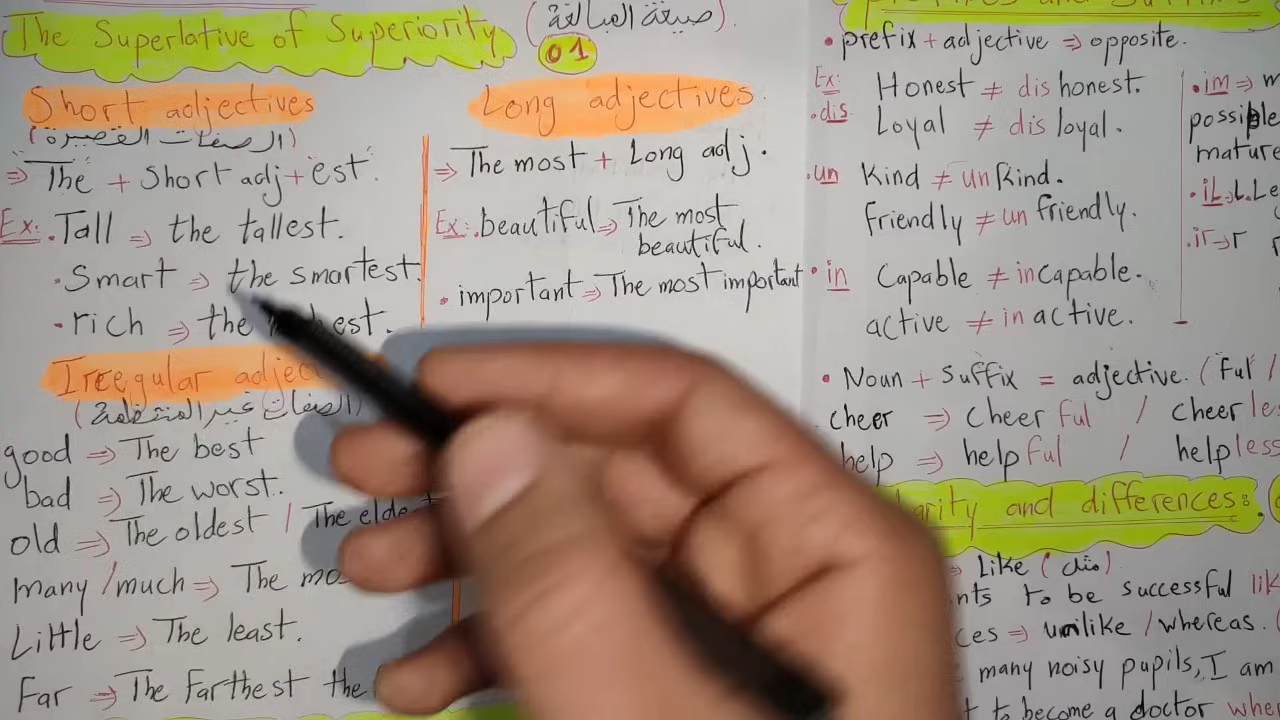 The Superlative of Superiority
(صيغة المبالغة).
01
Short adjectives
(الصفات القصيرة)
⇒ "The" + Short adj + "est".
Ex: . Tall ⇒ the tallest.
. Smart ⇒ the smartest.
- rich ⇒ the
Irregular
(الصفات غير المنتظمة)
good ⇒ The best
bad ⇒ The worst.
old ⇒ The oldest / The
many / much ⇒ The
Little ⇒ The least.
Far ⇒ The Farthest the
Long adjectives
⇒ The most + Long adj.
Ex: . beautiful ⇒ The most
beautiful.
. important ⇒ The most important
• prefix + adjective ⇒ opposite.
Ex: Honest ≠ dishonest.
.dis Loyal ≠ disloyal.
.un Kind ≠ unkind.
friendly ≠ unfriendly.
• in Capable ≠ incapable.
active ≠ inactive.
• im ⇒
mature
• Noun + Suffix = adjective. (ful /
. cheer ⇒ Cheerful /
help ⇒ helpful / helpless
and differences:
⇒ Like (مثل)
to be successful
⇒ unlike / whereas.
many noisy pupils, I am
to become a doctor